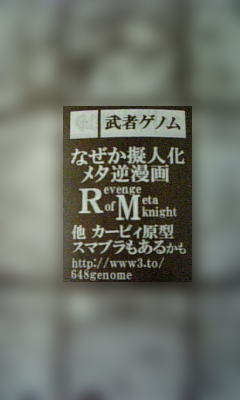 武者ゲノム
なぜか擬人化
メタ逆漫画
Revenge
of Meta
knight
他 カービィ原型
スマブラもあるかも
http://www3.to/
648genome